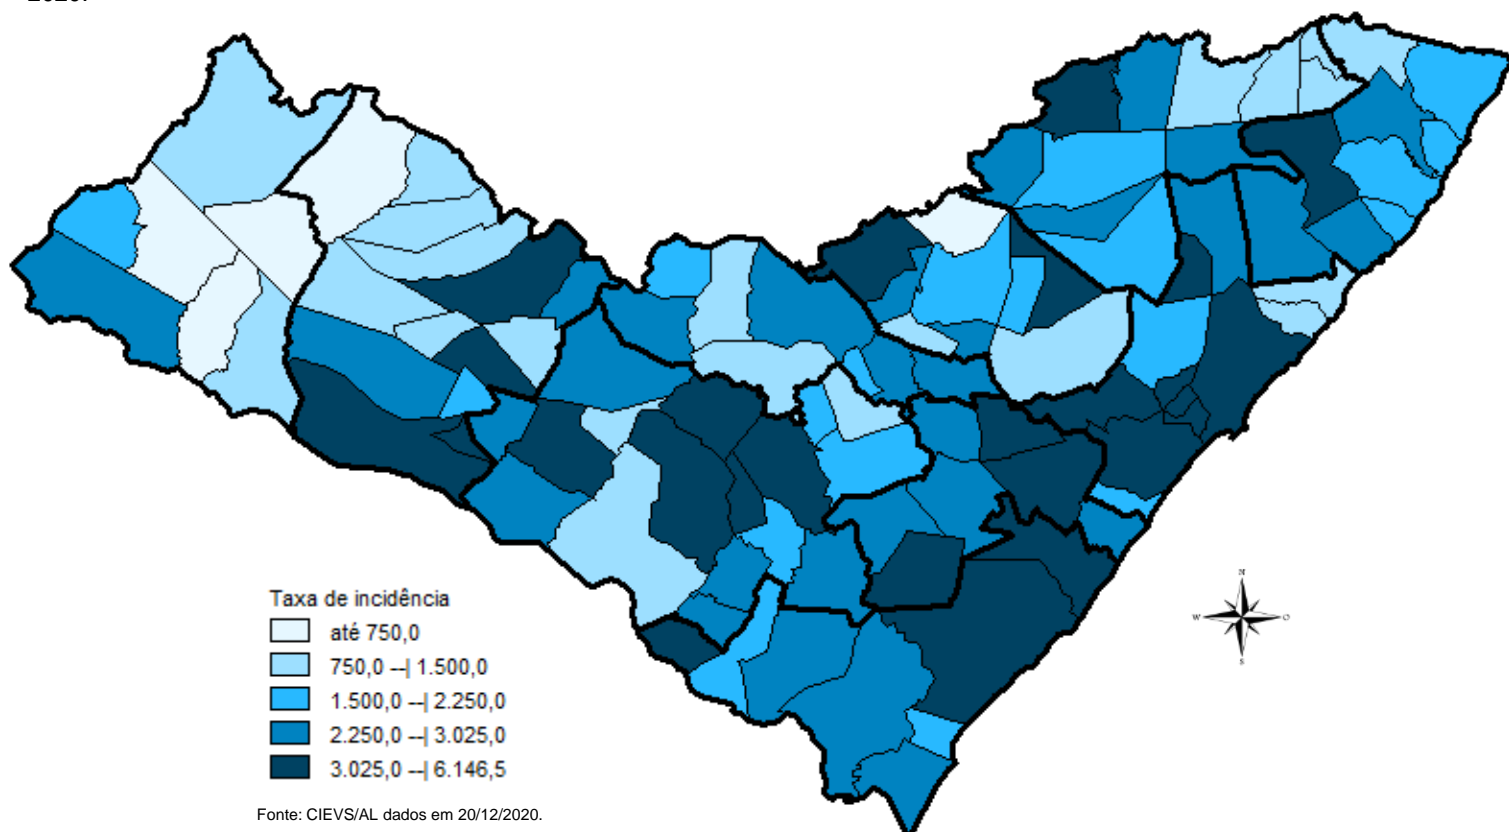 2020.
Taxa de incidência
até 750,0
750,0 --| 1.500,0
1.500,0 --| 2.250,0
2.250,0 --| 3.025,0
3.025,0 --| 6.146,5
Fonte: CIEVS/AL dados em 20/12/2020.
N
W O
S